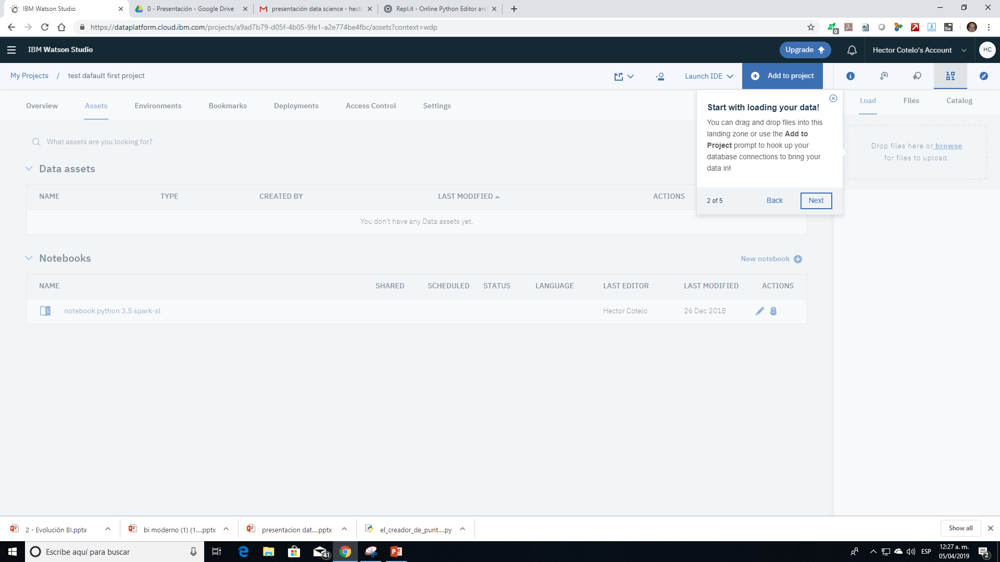 IBM Watson Studio
0 - Presentación - Google Drive
presentación data science - hect
Repl.it - Online Python Editor an
https://dataplatform.cloud.ibm.com/projects/a9ad7b79-d05f-4b05-9fe1-a2e774be4fbc/assets?context=wdp
0
Se
IBM Watson Studio
Upgrade
Hector Cotelo's Account
HC
My Projects / test dafault first project
Launch IDE
Add to project
Overview
Assets
Environments
Bookmarks
Deployments
Access Control
Settings
Load
Files
Catalog
Start with loading your data!
You can drag and drop files into this
landing zone or use the Add to
Project prompt to hook up your
database connections to bring your
data in!
2 of 5
Back
Next
Drop files here or browse
for files to upload.
What assets are you looking for?
Data assets
NAME TYPE CREATED BY LAST MODIFIED ACTIONS
You don't have any Data assets yet.
Notebooks
New notebook
NAME SHARED SCHEDULED STATUS LANGUAGE LAST EDITOR LAST MODIFIED ACTIONS
notebook python 3.5 spark-sl Hector Cotelo 26 Dec 2018
2 - Evolución BI.pptx
bi moderno (1) (1....pptx
presentacion dat....pptx
el_creador_de_punt....py
Show all
Escribe aquí para buscar
41
ESP
12:27 a. m.
05/04/2019
2